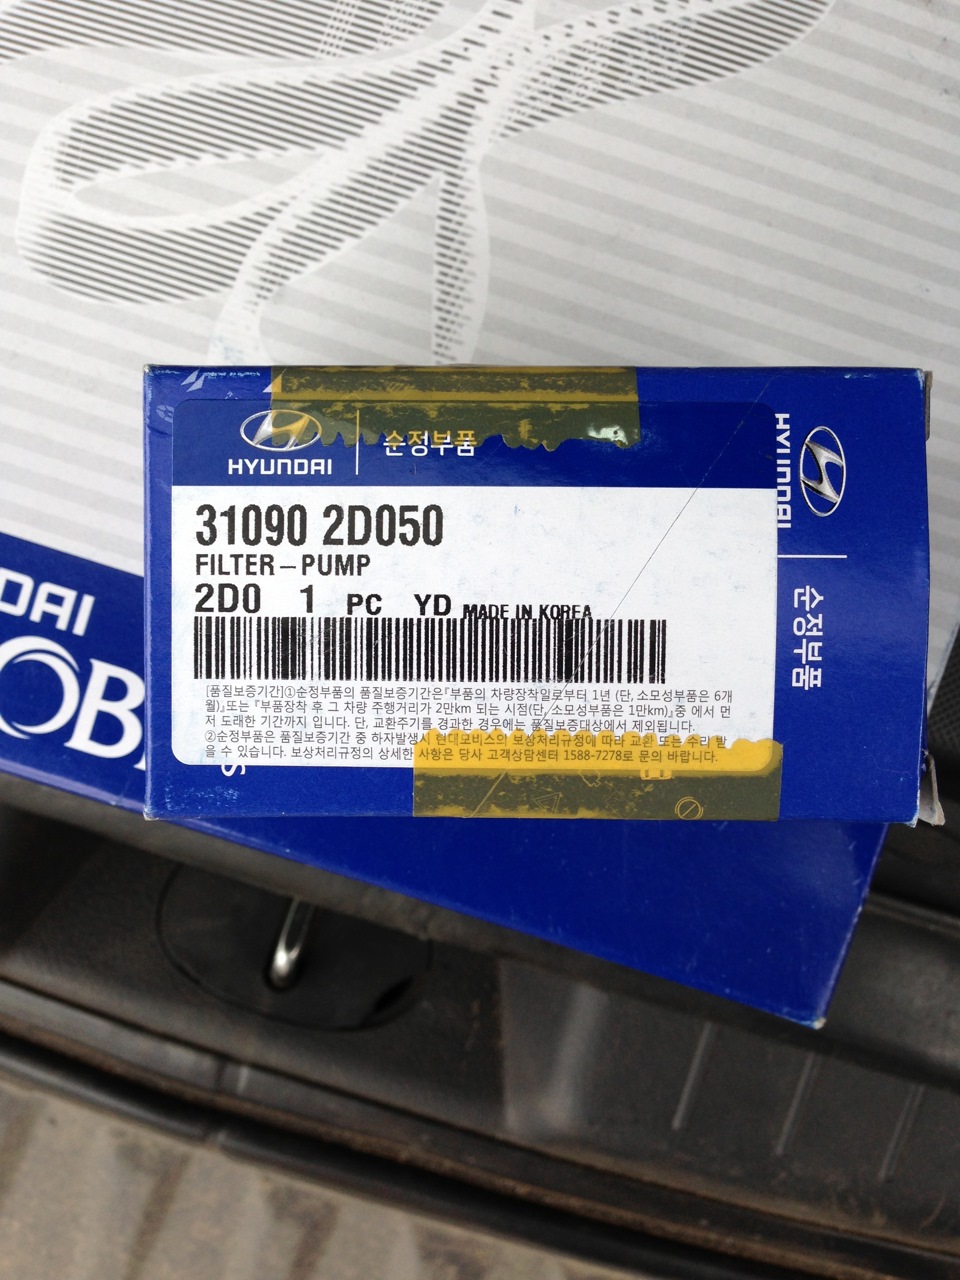 HYUNDAI
순정부품
31090 2D050
FILTER-PUMP
2D0 1 PC YD MADE IN KOREA
[품질보증기간]①순정부품의 품질보증기간은『부품의 차량장착일로부터 1년 (단, 소모성부품은 6개
월)』또는 『부품장착 후 그 차량 주행거리가 2만km 되는 시점(단, 소모성부품은 1만km)』중 에서 먼
저 도래한 기간까지 입니다. 단, 교환주기를 경과한 경우에는 품질보증대상에서 제외됩니다.
②순정부품은 품질보증기간 중 하자발생시 현대모비스의 보상처리규정에 따라 교환 또는 수리 받
을 수 있습니다. 보상처리규정의 상세한 사항은 당사 고객상담센터 1588-7278로 문의 바랍니다.
HYUNDAI
순정부품
DAI
OB
S